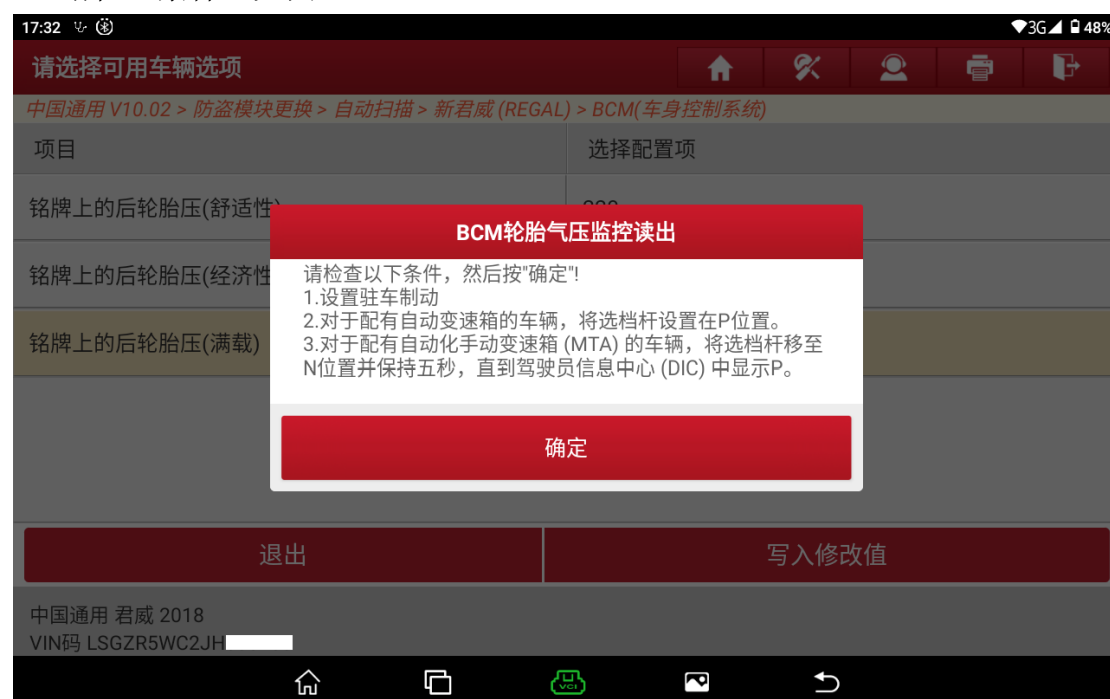 17:32 3G 48%
请选择可用车辆选项
中国通用 V10.02 > 防盗模块更换 > 自动扫描 > 新君威 (REGAL) > BCM(车身控制系统)
项目 选择配置项
铭牌上的后轮胎压(舒适性)
铭牌上的后轮胎压(经济性
铭牌上的后轮胎压(满载)
BCM轮胎气压监控读出
请检查以下条件，然后按"确定"!
1.设置驻车制动
2.对于配有自动变速箱的车辆，将选档杆设置在P位置。
3.对于配有自动化手动变速箱 (MTA) 的车辆，将选档杆移至
N位置并保持五秒，直到驾驶员信息中心 (DIC) 中显示P。
确定
退出 写入修改值
中国通用 君威 2018
VIN码 LSGZR5WC2JH
VCI